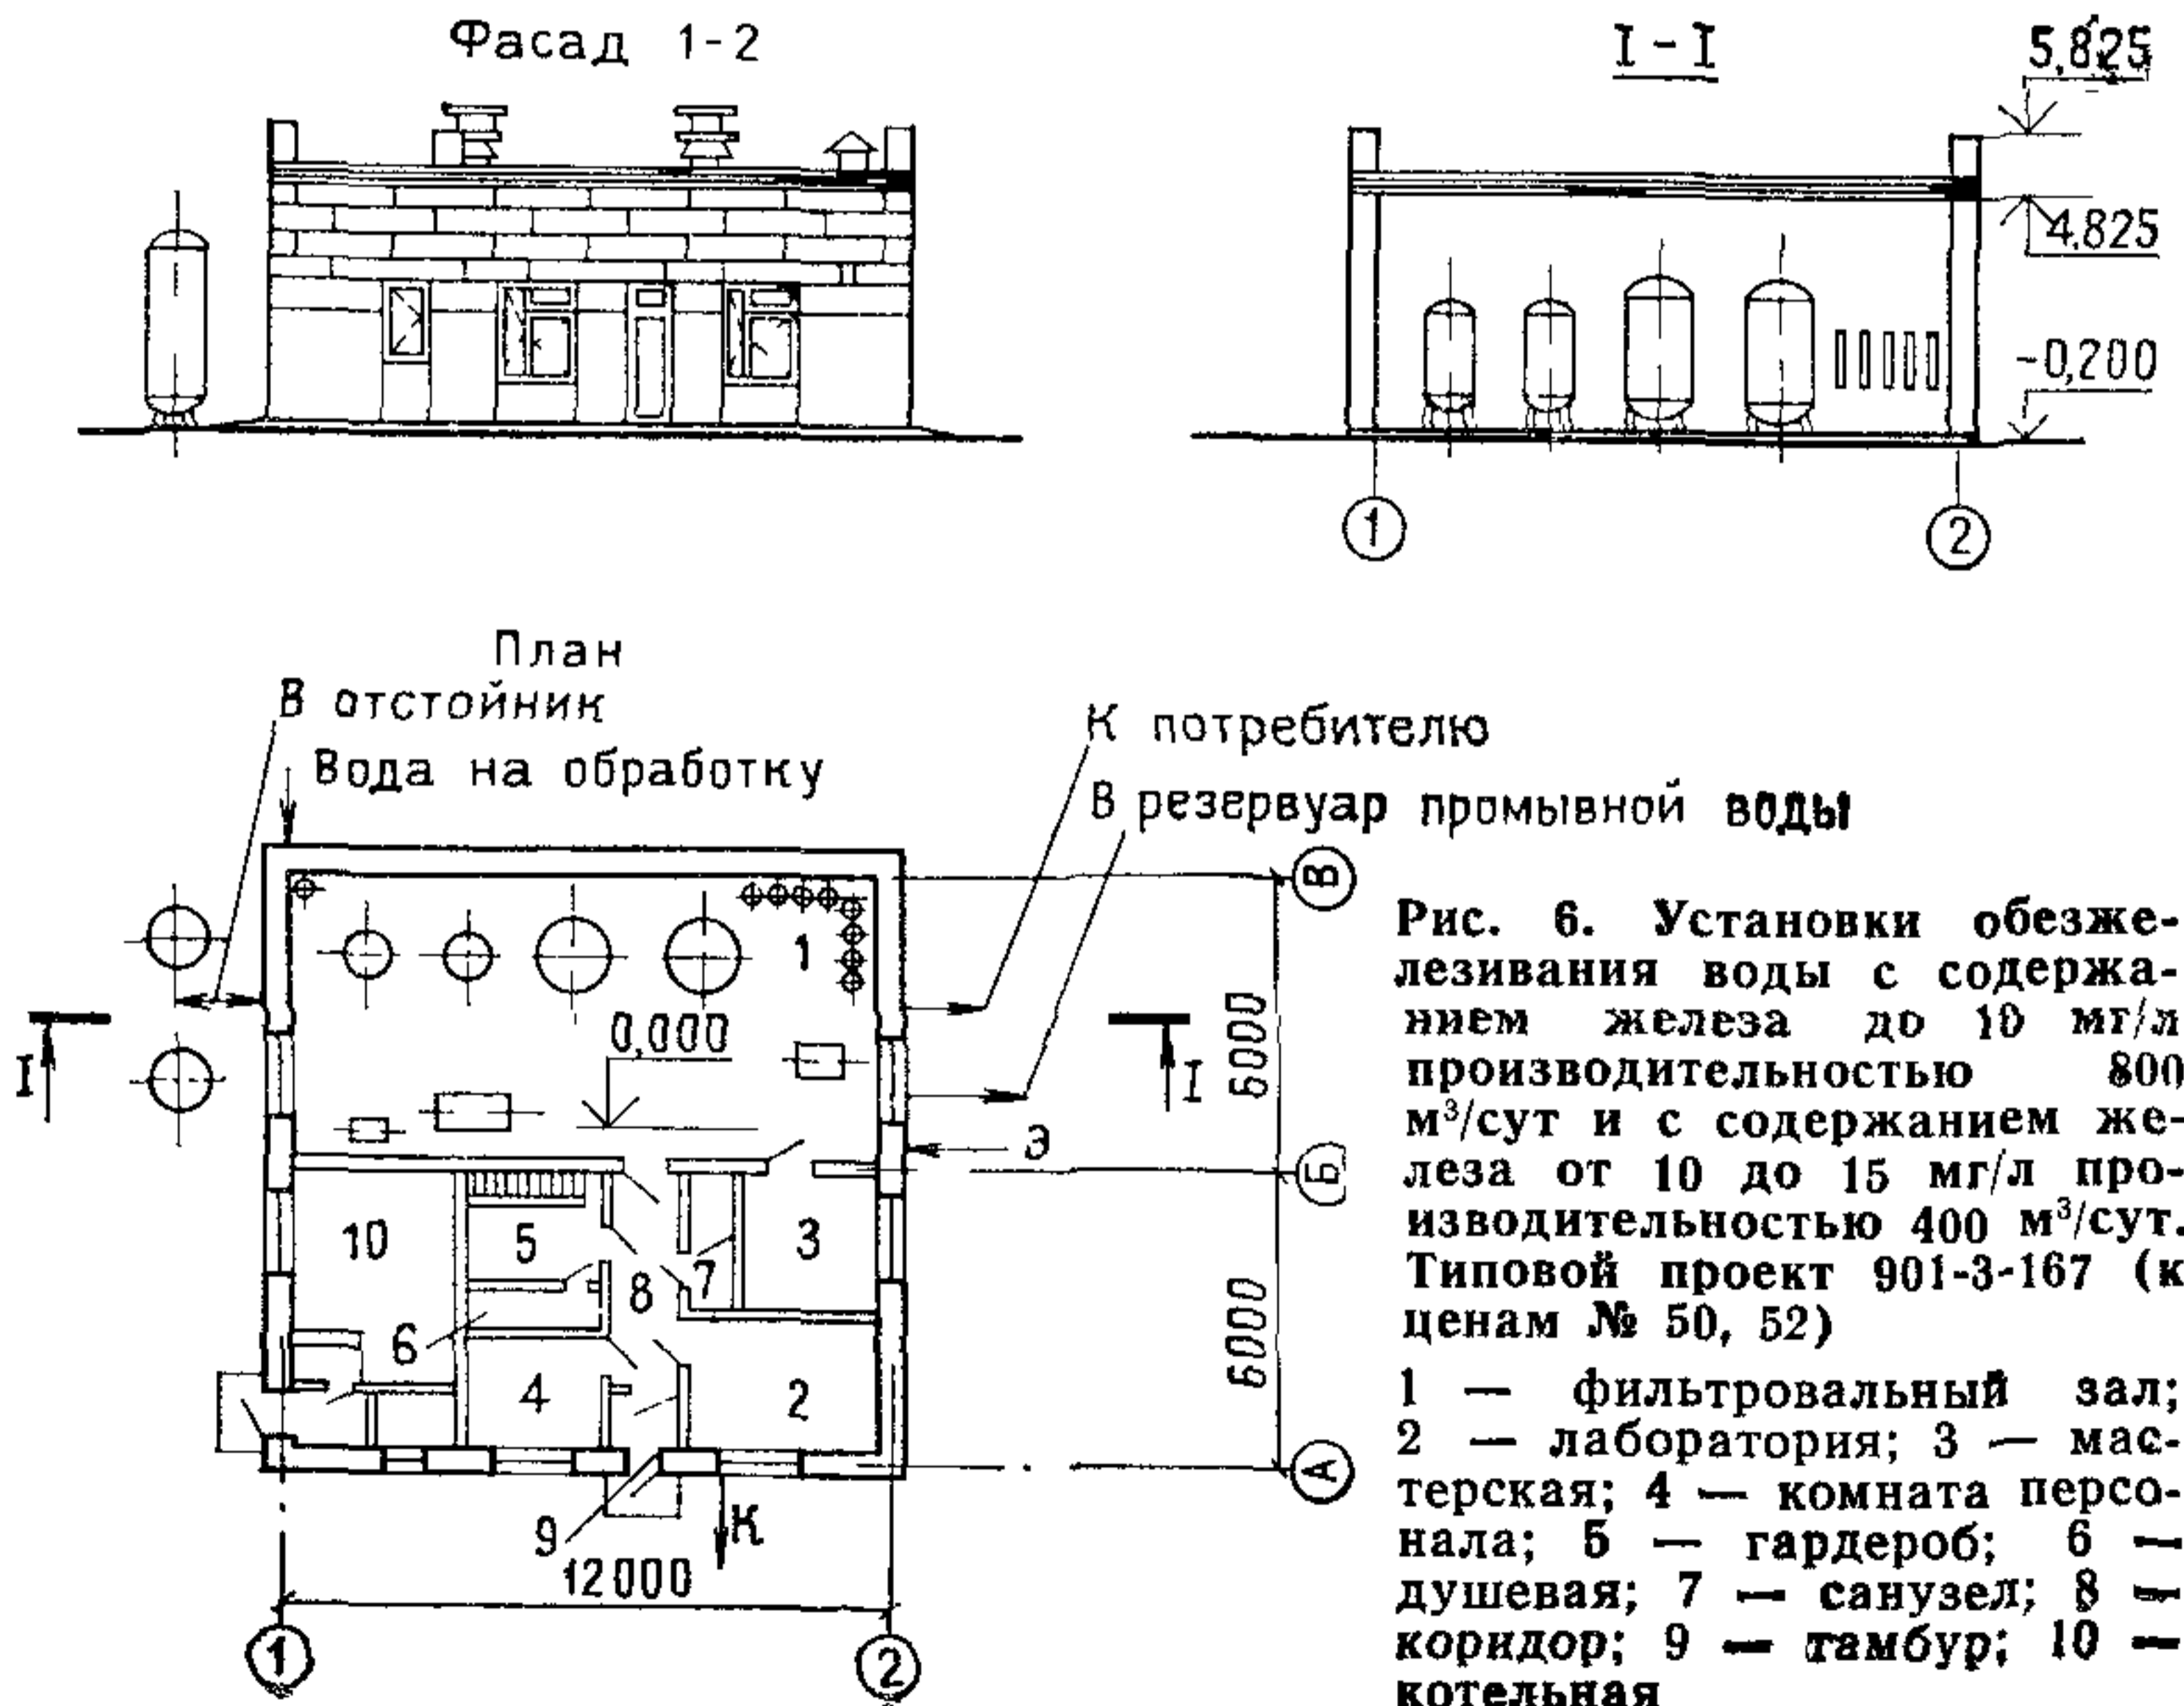 Фасад 1-2
I-I
5,825
4,825
-0,200
1
2
План
В отстойник
Вода на обработку
К потребителю
В резервуар промывной воды
В
1
0,000
6000
I
I
Э
Б
10
5
3
8
7
6
6000
4
2
А
9
К
12000
1
2
Рис. 6. Установки обезже-
лезивания воды с содержа-
нием железа до 10 мг/л
производительностью 800
м³/сут и с содержанием же-
леза от 10 до 15 мг/л про-
изводительностью 400 м³/сут.
Типовой проект 901-3-167 (к
ценам № 50, 52)
1 — фильтровальный зал;
2 — лаборатория; 3 — мас-
терская; 4 — комната персо-
нала; 5 — гардероб; 6 —
душевая; 7 — санузел; 8 —
коридор; 9 — тамбур; 10 —
котельная